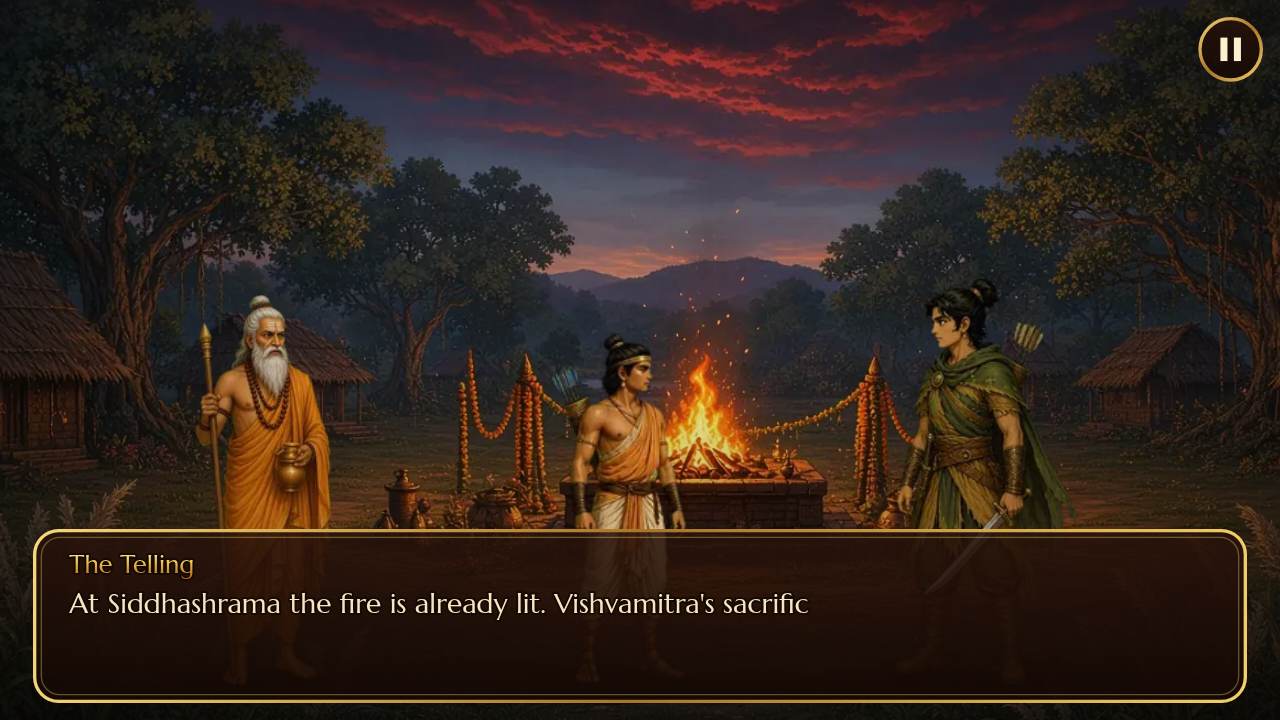 The Telling
At Siddhashrama the fire is already lit. Vishvamitra's sacrific